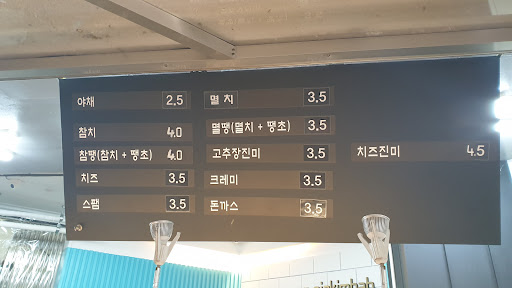 야채 2.5
참치 4.0
참땡(참치 + 땡초) 4.0
치즈 3.5
스팸 3.5
멸치 3.5
멸땡(멸치 + 땡초) 3.5
고추장진미 3.5
크레미 3.5
돈까스 3.5
치즈진미 4.5